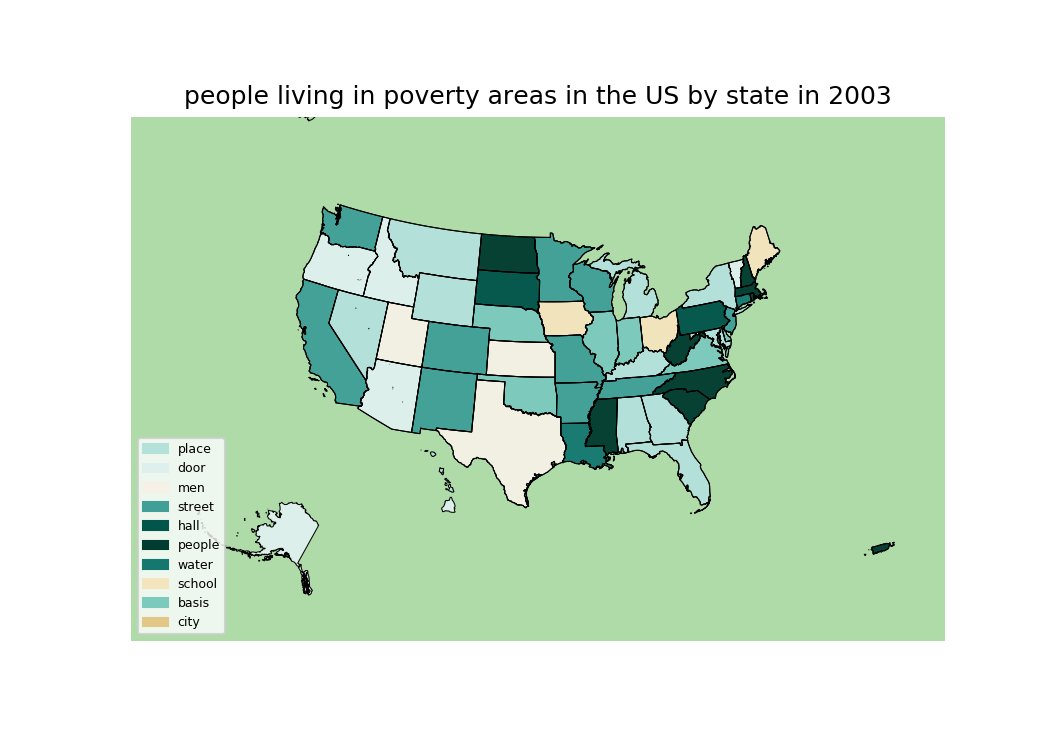 people living in poverty areas in the US by state in 2003
place
door
men
street
hall
people
water
school
basis
city